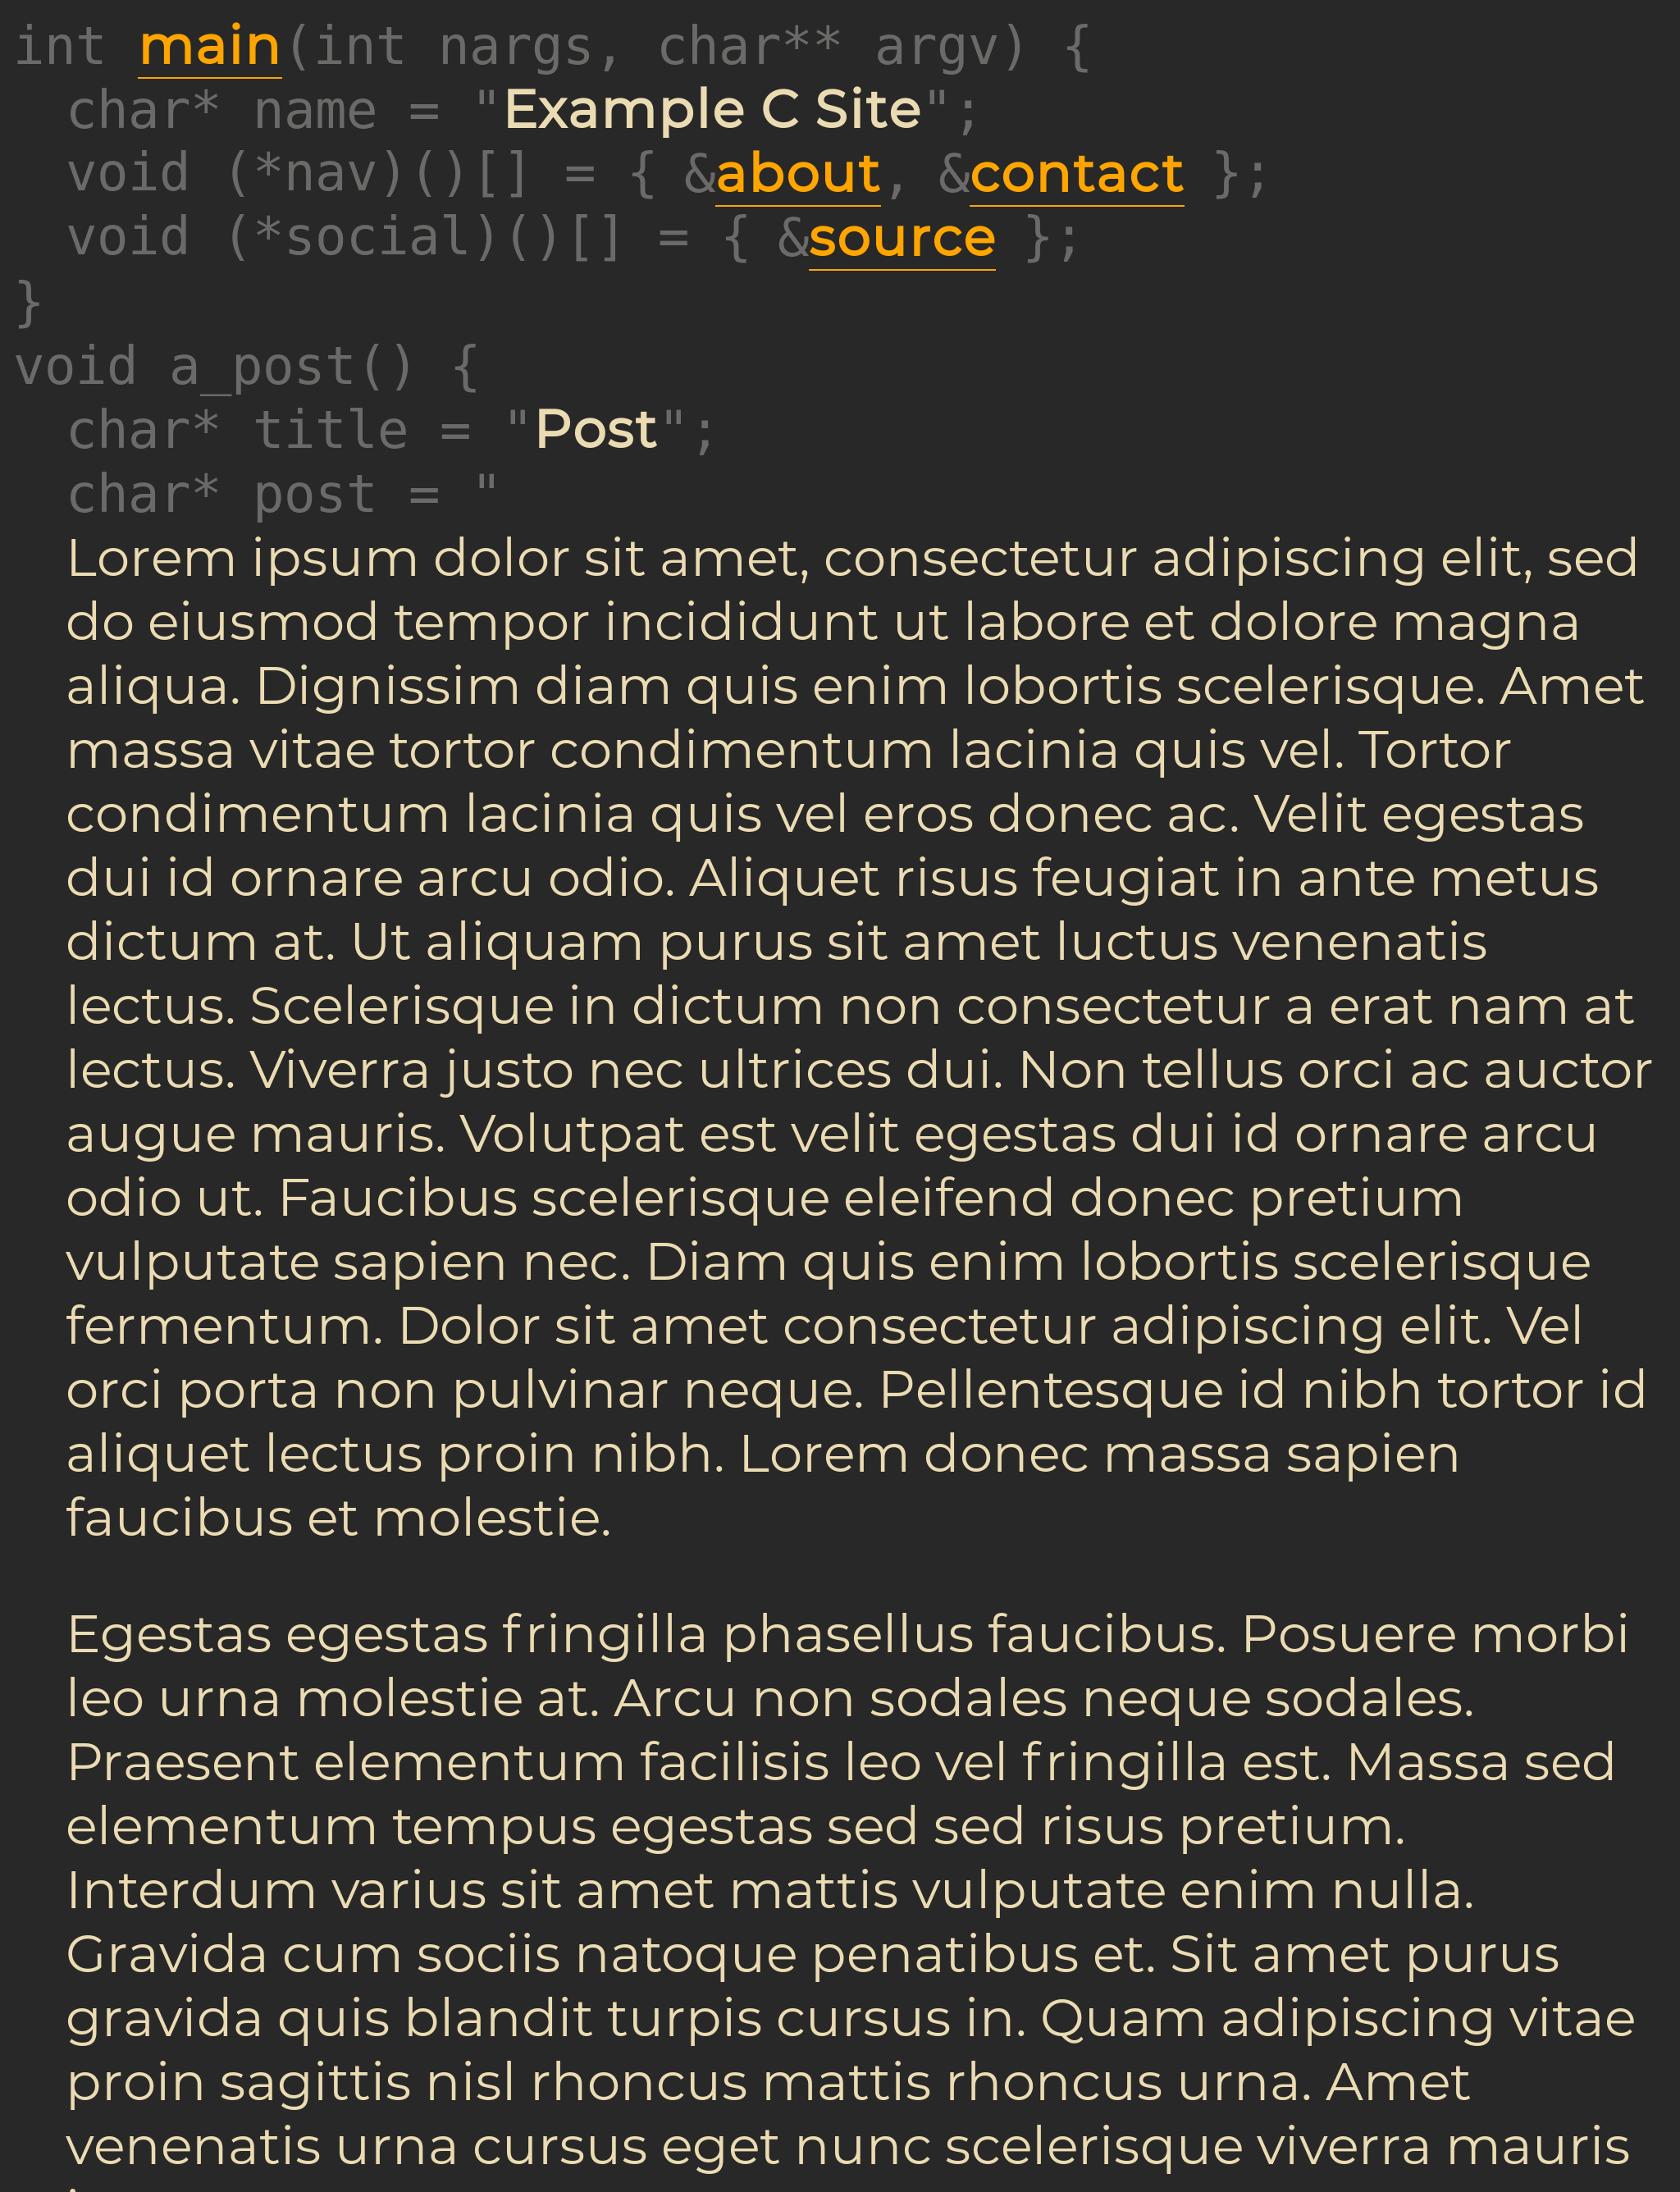 int main(int nargs, char** argv) {
char* name = "Example C Site";
void (*nav)()[] = { &about, &contact };
void (*social)()[] = { &source };
}
void a_post() {
char* title = "Post";
char* post = "
Lorem ipsum dolor sit amet, consectetur adipiscing elit, sed
do eiusmod tempor incididunt ut labore et dolore magna
aliqua. Dignissim diam quis enim lobortis scelerisque. Amet
massa vitae tortor condimentum lacinia quis vel. Tortor
condimentum lacinia quis vel eros donec ac. Velit egestas
dui id ornare arcu odio. Aliquet risus feugiat in ante metus
dictum at. Ut aliquam purus sit amet luctus venenatis
lectus. Scelerisque in dictum non consectetur a erat nam at
lectus. Viverra justo nec ultrices dui. Non tellus orci ac auctor
augue mauris. Volutpat est velit egestas dui id ornare arcu
odio ut. Faucibus scelerisque eleifend donec pretium
vulputate sapien nec. Diam quis enim lobortis scelerisque
fermentum. Dolor sit amet consectetur adipiscing elit. Vel
orci porta non pulvinar neque. Pellentesque id nibh tortor id
aliquet lectus proin nibh. Lorem donec massa sapien
faucibus et molestie.
Egestas egestas fringilla phasellus faucibus. Posuere morbi
leo urna molestie at. Arcu non sodales neque sodales.
Praesent elementum facilisis leo vel fringilla est. Massa sed
elementum tempus egestas sed sed risus pretium.
Interdum varius sit amet mattis vulputate enim nulla.
Gravida cum sociis natoque penatibus et. Sit amet purus
gravida quis blandit turpis cursus in. Quam adipiscing vitae
proin sagittis nisl rhoncus mattis rhoncus urna. Amet
venenatis urna cursus eget nunc scelerisque viverra mauris